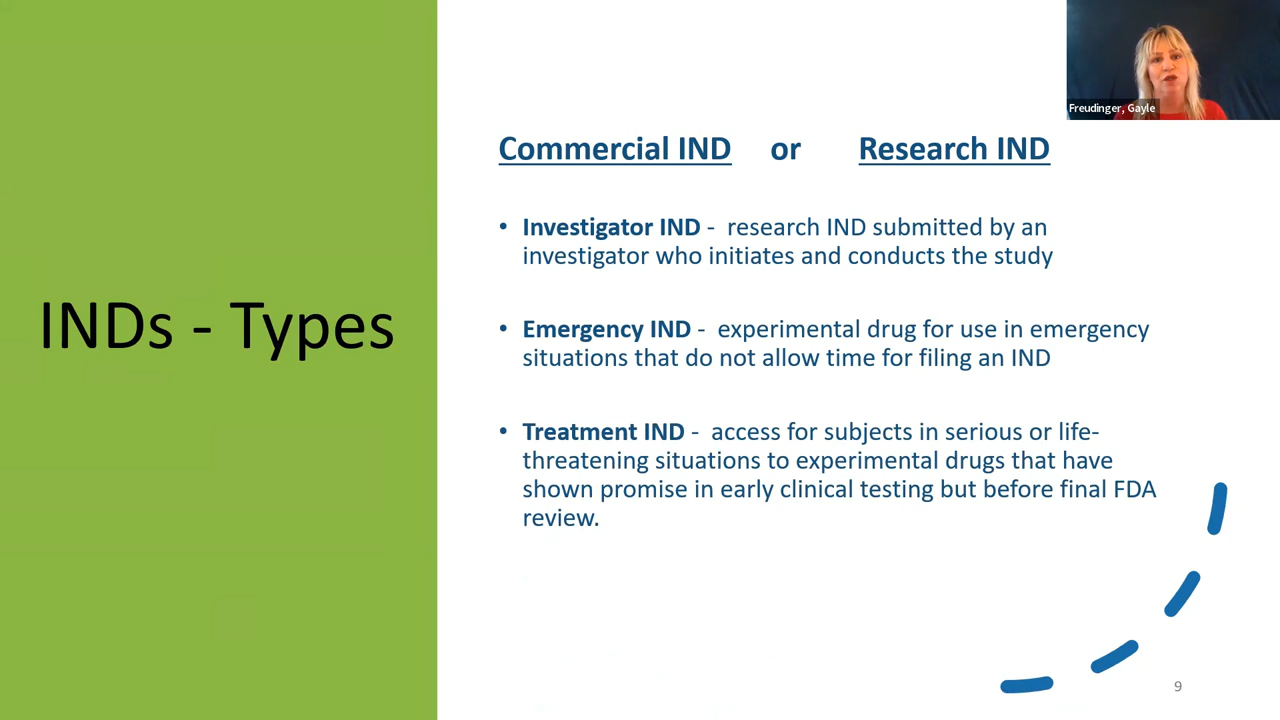 Freudinger, Gayle
Commercial IND or Research IND
INDs - Types
• Investigator IND - research IND submitted by an
investigator who initiates and conducts the study
• Emergency IND - experimental drug for use in emergency
situations that do not allow time for filing an IND
• Treatment IND - access for subjects in serious or life-
threatening situations to experimental drugs that have
shown promise in early clinical testing but before final FDA
review.
9